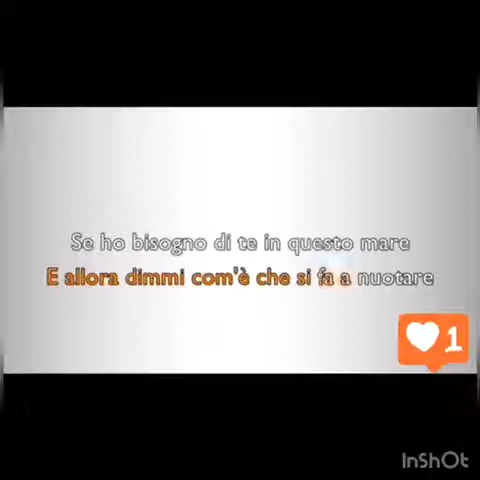 Se ho bisogno di te in questo mare
E allora dimmi com'è che si fa a nuotare
1
InShOt